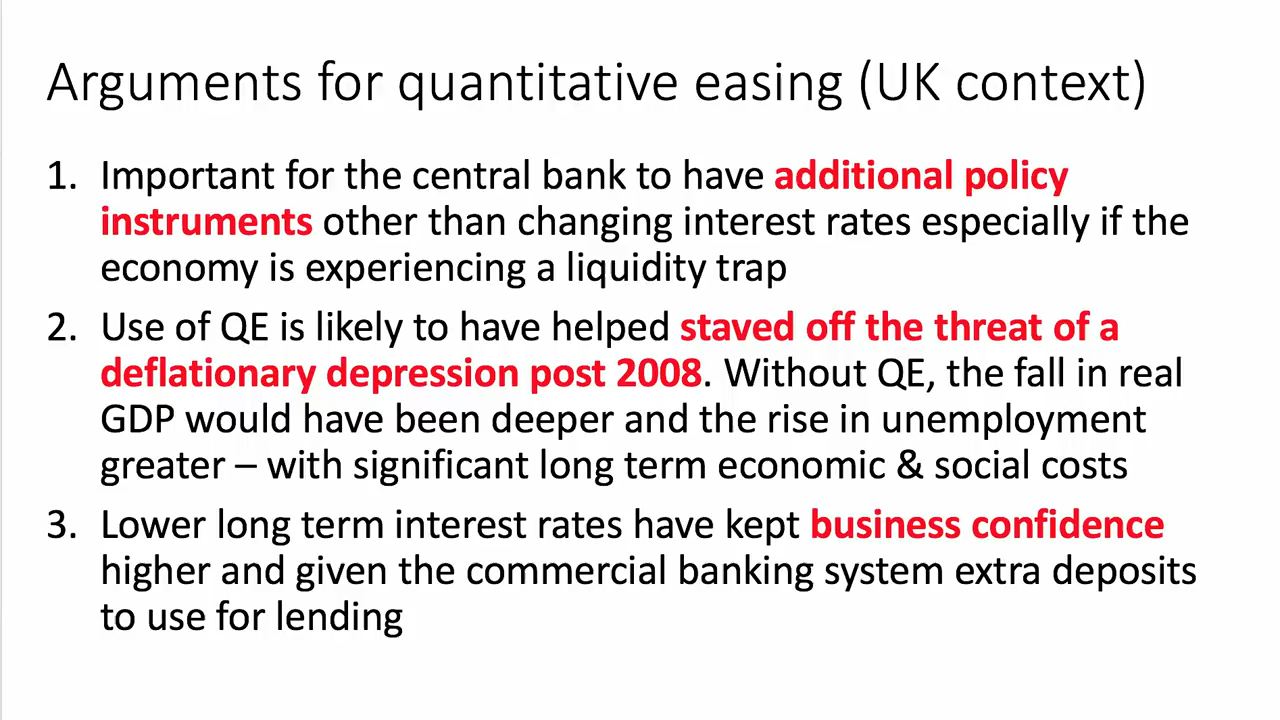 Arguments for quantitative easing (UK context)
1. Important for the central bank to have additional policy
instruments other than changing interest rates especially if the
economy is experiencing a liquidity trap
2. Use of QE is likely to have helped staved off the threat of a
deflationary depression post 2008. Without QE, the fall in real
GDP would have been deeper and the rise in unemployment
greater – with significant long term economic & social costs
3. Lower long term interest rates have kept business confidence
higher and given the commercial banking system extra deposits
to use for lending